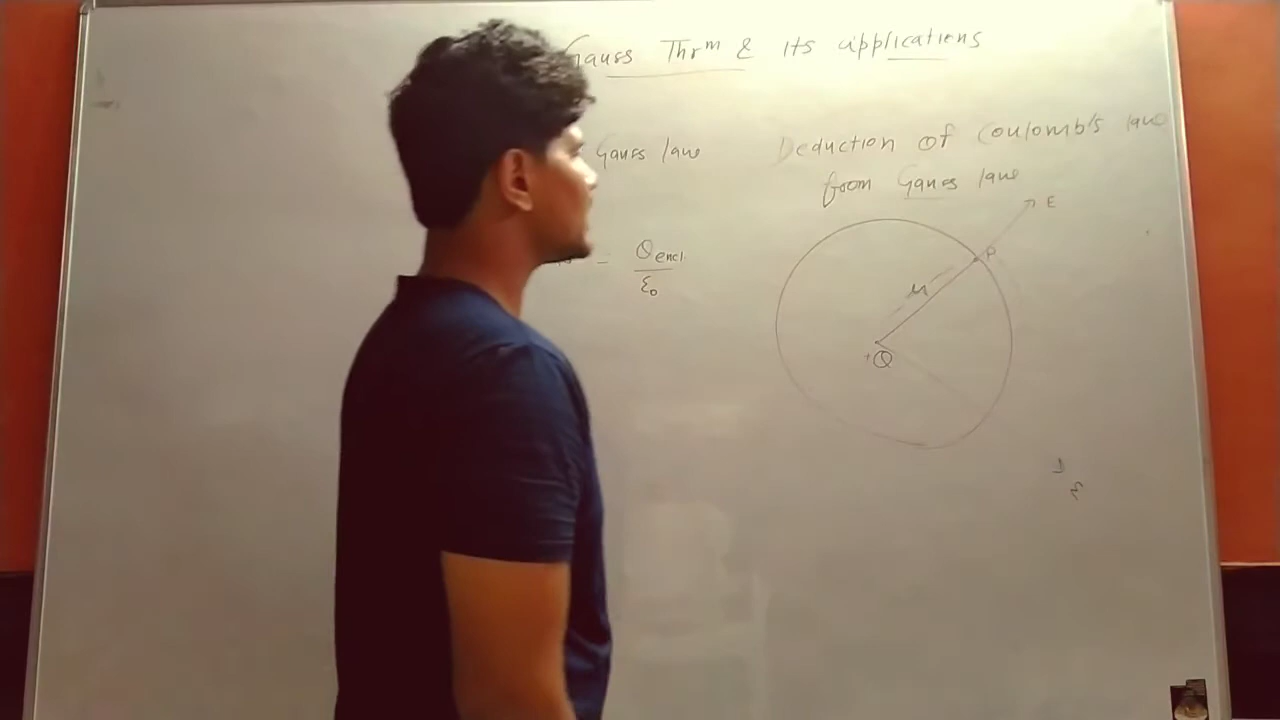 Gauss Thrm & its applications
Gauss law
Deduction of Coulomb's law
from Gauss law
E
P
= Qencl
ε0
r
+Q